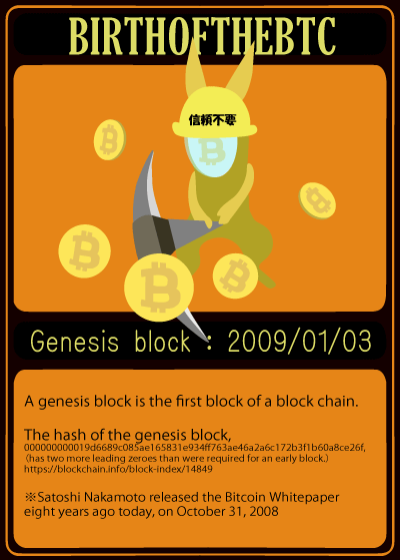 BIRTHOFTHEBTC
信頼不要
Genesis block : 2009/01/03
A genesis block is the first block of a block chain.
The hash of the genesis block,
000000000019d6689c085ae165831e934ff763ae46a2a6c172b3f1b60a8ce26f,
(has two more leading zeroes than were required for an early block.)
https://blockchain.info/block-index/14849
※Satoshi Nakamoto released the Bitcoin Whitepaper
eight years ago today, on October 31, 2008